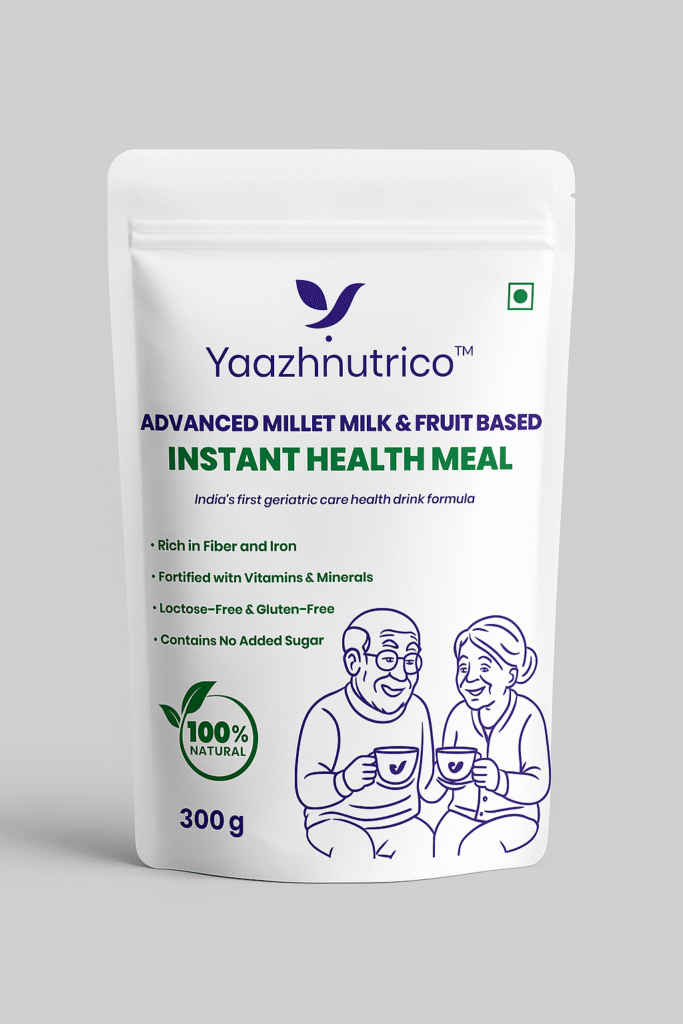 Yaazhnutrico™
ADVANCED MILLET MILK & FRUIT BASED
INSTANT HEALTH MEAL
India's first geriatric care health drink formula
• Rich in Fiber and Iron
• Fortified with Vitamins & Minerals
• Loctose-Free & Gluten-Free
• Contains No Added Sugar
100%
NATURAL
300 g